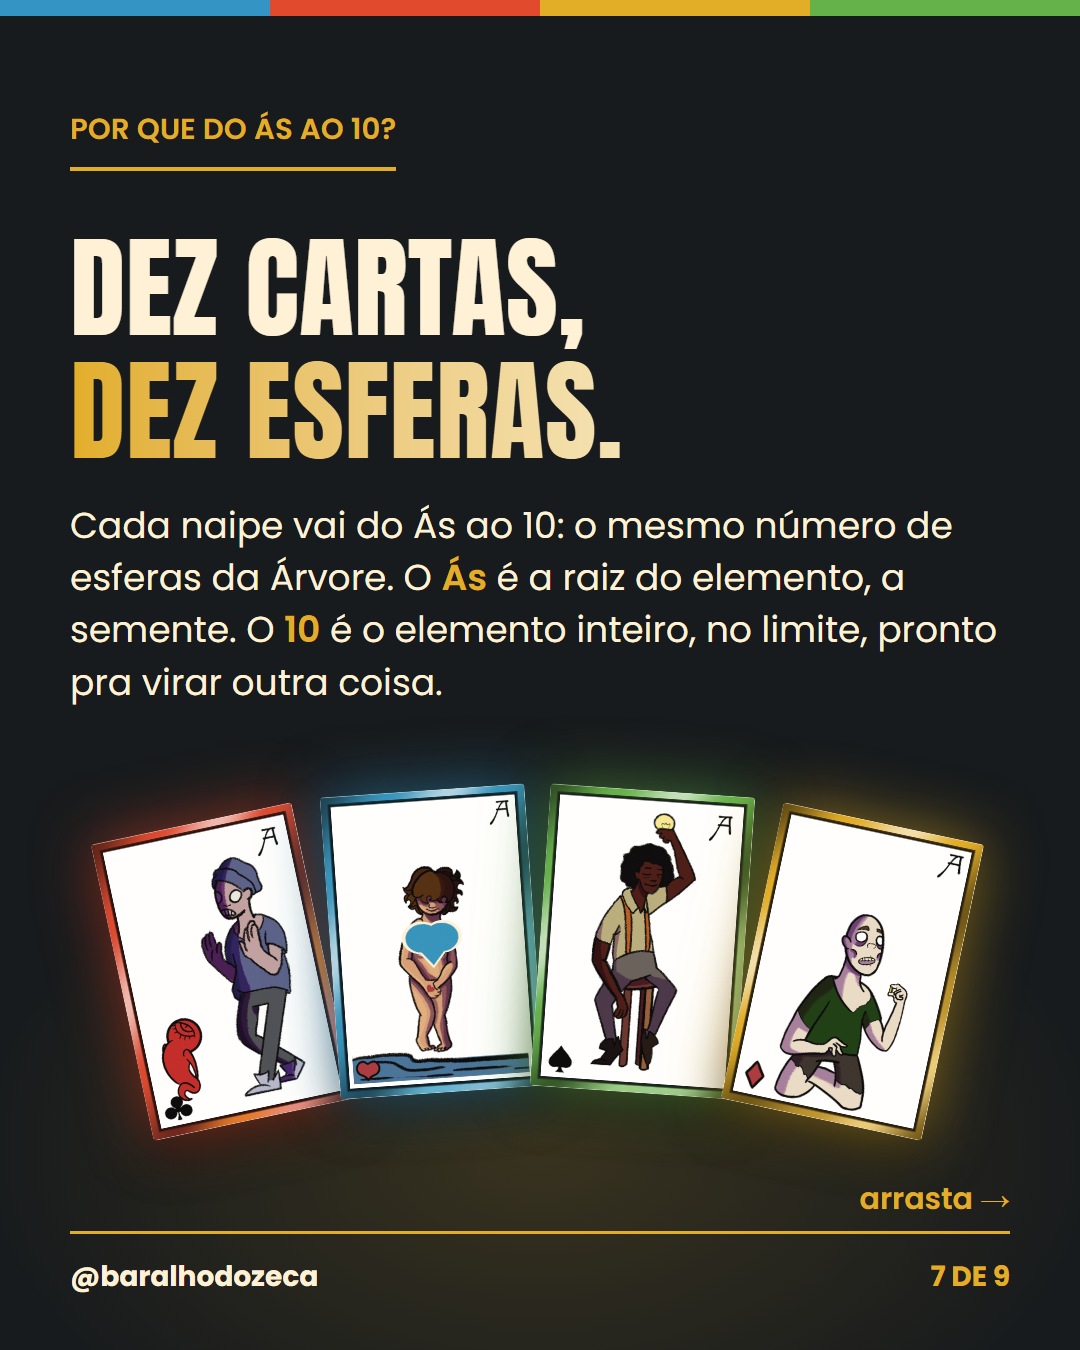 POR QUE DO ÁS AO 10?
DEZ CARTAS,
DEZ ESFERAS.
Cada naipe vai do Ás ao 10: o mesmo número de
esferas da Árvore. O Ás é a raiz do elemento, a
semente. O 10 é o elemento inteiro, no limite, pronto
pra virar outra coisa.
A
A
A
A
arrasta →
@baralhodozeca
7 DE 9